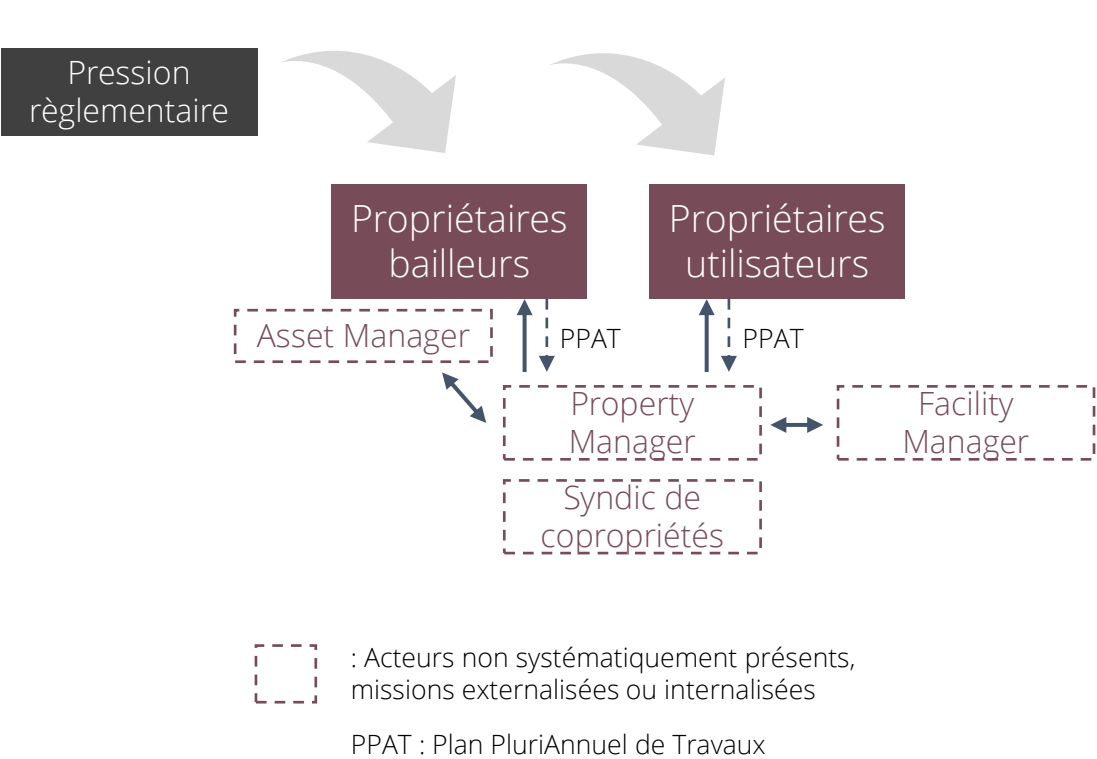 Pression
règlementaire
Propriétaires
bailleurs
Propriétaires
utilisateurs
Asset Manager
PPAT
PPAT
Property
Manager
Facility
Manager
Syndic de
copropriétés
: Acteurs non systématiquement présents,
missions externalisées ou internalisées
PPAT : Plan PluriAnnuel de Travaux